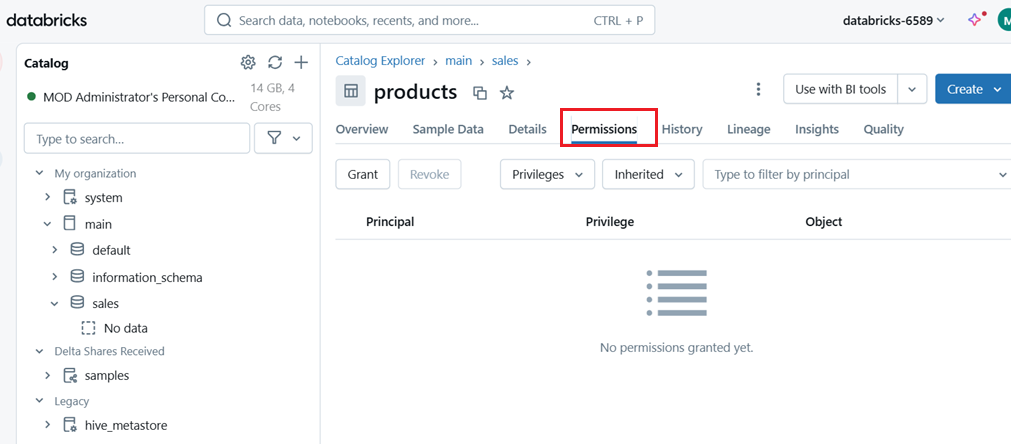 databricks
Search data, notebooks, recents, and more...
CTRL + P
databricks-6589
M
Catalog
MOD Administrator's Personal Co...
14 GB, 4
Cores
Type to search...
My organization
system
main
default
information_schema
sales
No data
Delta Shares Received
samples
Legacy
hive_metastore
Catalog Explorer > main > sales >
products
Use with BI tools
Create
Overview Sample Data Details Permissions History Lineage Insights Quality
Grant Revoke Privileges Inherited Type to filter by principal
Principal Privilege Object
No permissions granted yet.